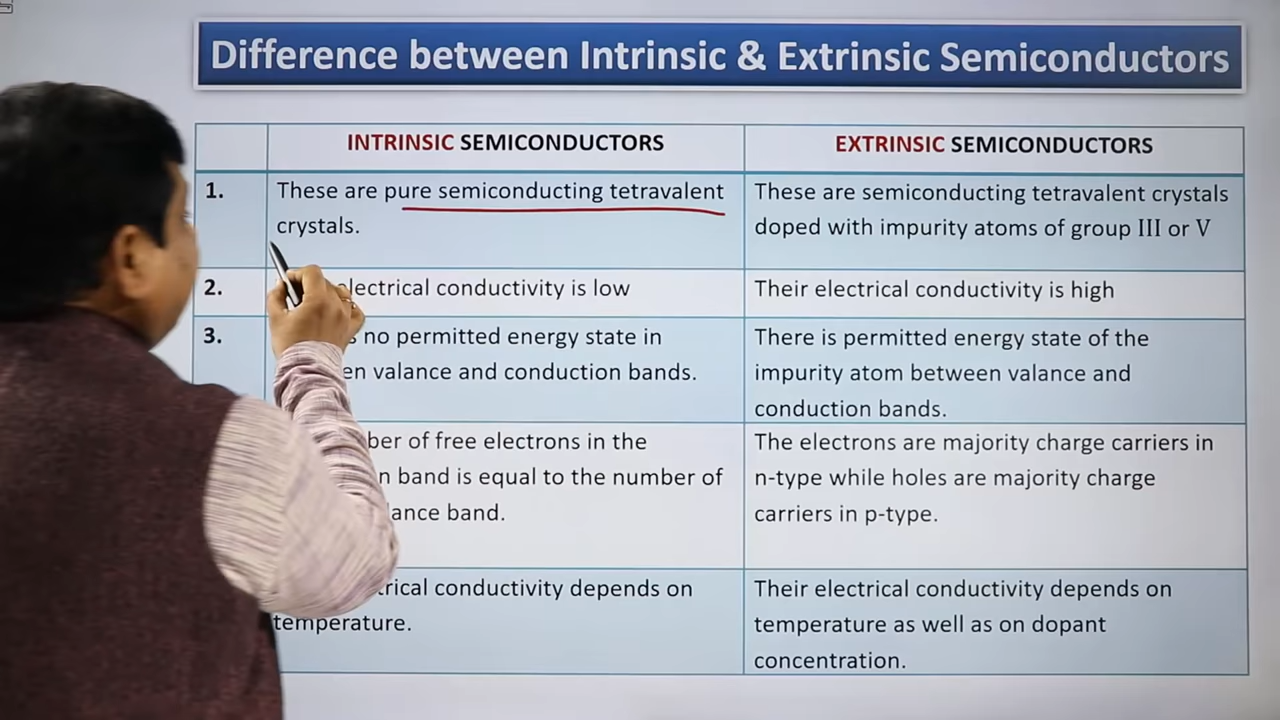 Difference between Intrinsic & Extrinsic Semiconductors
INTRINSIC SEMICONDUCTORS
EXTRINSIC SEMICONDUCTORS
1.
These are pure semiconducting tetravalent
crystals.
These are semiconducting tetravalent crystals
doped with impurity atoms of group III or V
2.
electrical conductivity is low
Their electrical conductivity is high
3.
no permitted energy state in
en valance and conduction bands.
There is permitted energy state of the
impurity atom between valance and
conduction bands.
ber of free electrons in the
n band is equal to the number of
lance band.
The electrons are majority charge carriers in
n-type while holes are majority charge
carriers in p-type.
trical conductivity depends on
temperature.
Their electrical conductivity depends on
temperature as well as on dopant
concentration.